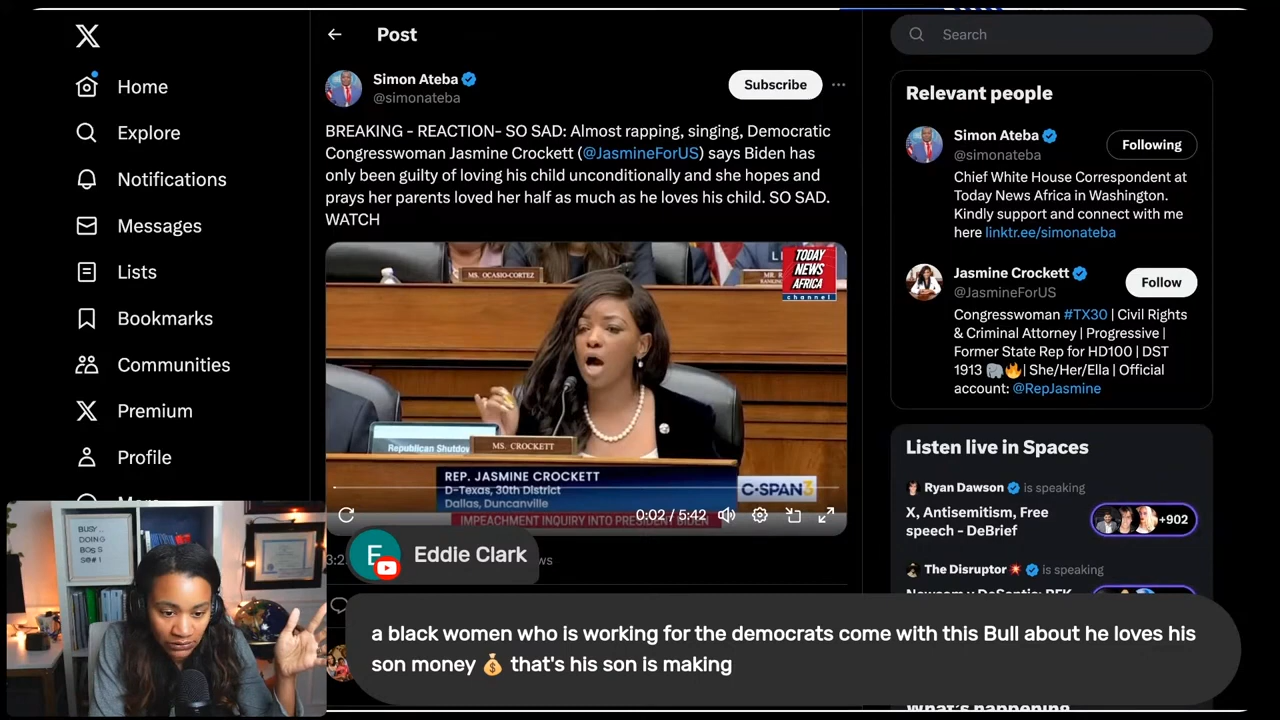 Home
Explore
Notifications
Messages
Lists
Bookmarks
Communities
Premium
Profile
Post
Simon Ateba
@simonateba
Subscribe
BREAKING - REACTION- SO SAD: Almost rapping, singing, Democratic
Congresswoman Jasmine Crockett (@JasmineForUS) says Biden has
only been guilty of loving his child unconditionally and she hopes and
prays her parents loved her half as much as he loves his child. SO SAD.
WATCH
MS. OCASIO-CORTEZ
TODAY
NEWS
AFRICA
channel
Republican Shutdow
MS. CROCKETT
REP. JASMINE CROCKETT
D-Texas, 30th District
Dallas, Duncanville
C-SPAN3
IMPEACHMENT INQUIRY INTO PRESIDENT BIDEN
0:02 / 5:42
Eddie Clark
a black women who is working for the democrats come with this Bull about he loves his
son money 💰 that's his son is making
BUSY...
DOING
BO$$
Search
Relevant people
Simon Ateba
@simonateba
Following
Chief White House Correspondent at
Today News Africa in Washington.
Kindly support and connect with me
here linktr.ee/simonateba
Jasmine Crockett
@JasmineForUS
Follow
Congresswoman #TX30 | Civil Rights
& Criminal Attorney | Progressive |
Former State Rep for HD100 | DST
1913 🐘🔥| She/Her/Ella | Official
account: @RepJasmine
Listen live in Spaces
Ryan Dawson is speaking
X, Antisemitism, Free
speech - DeBrief
+902
The Disruptor 💥 is speaking
What's happening